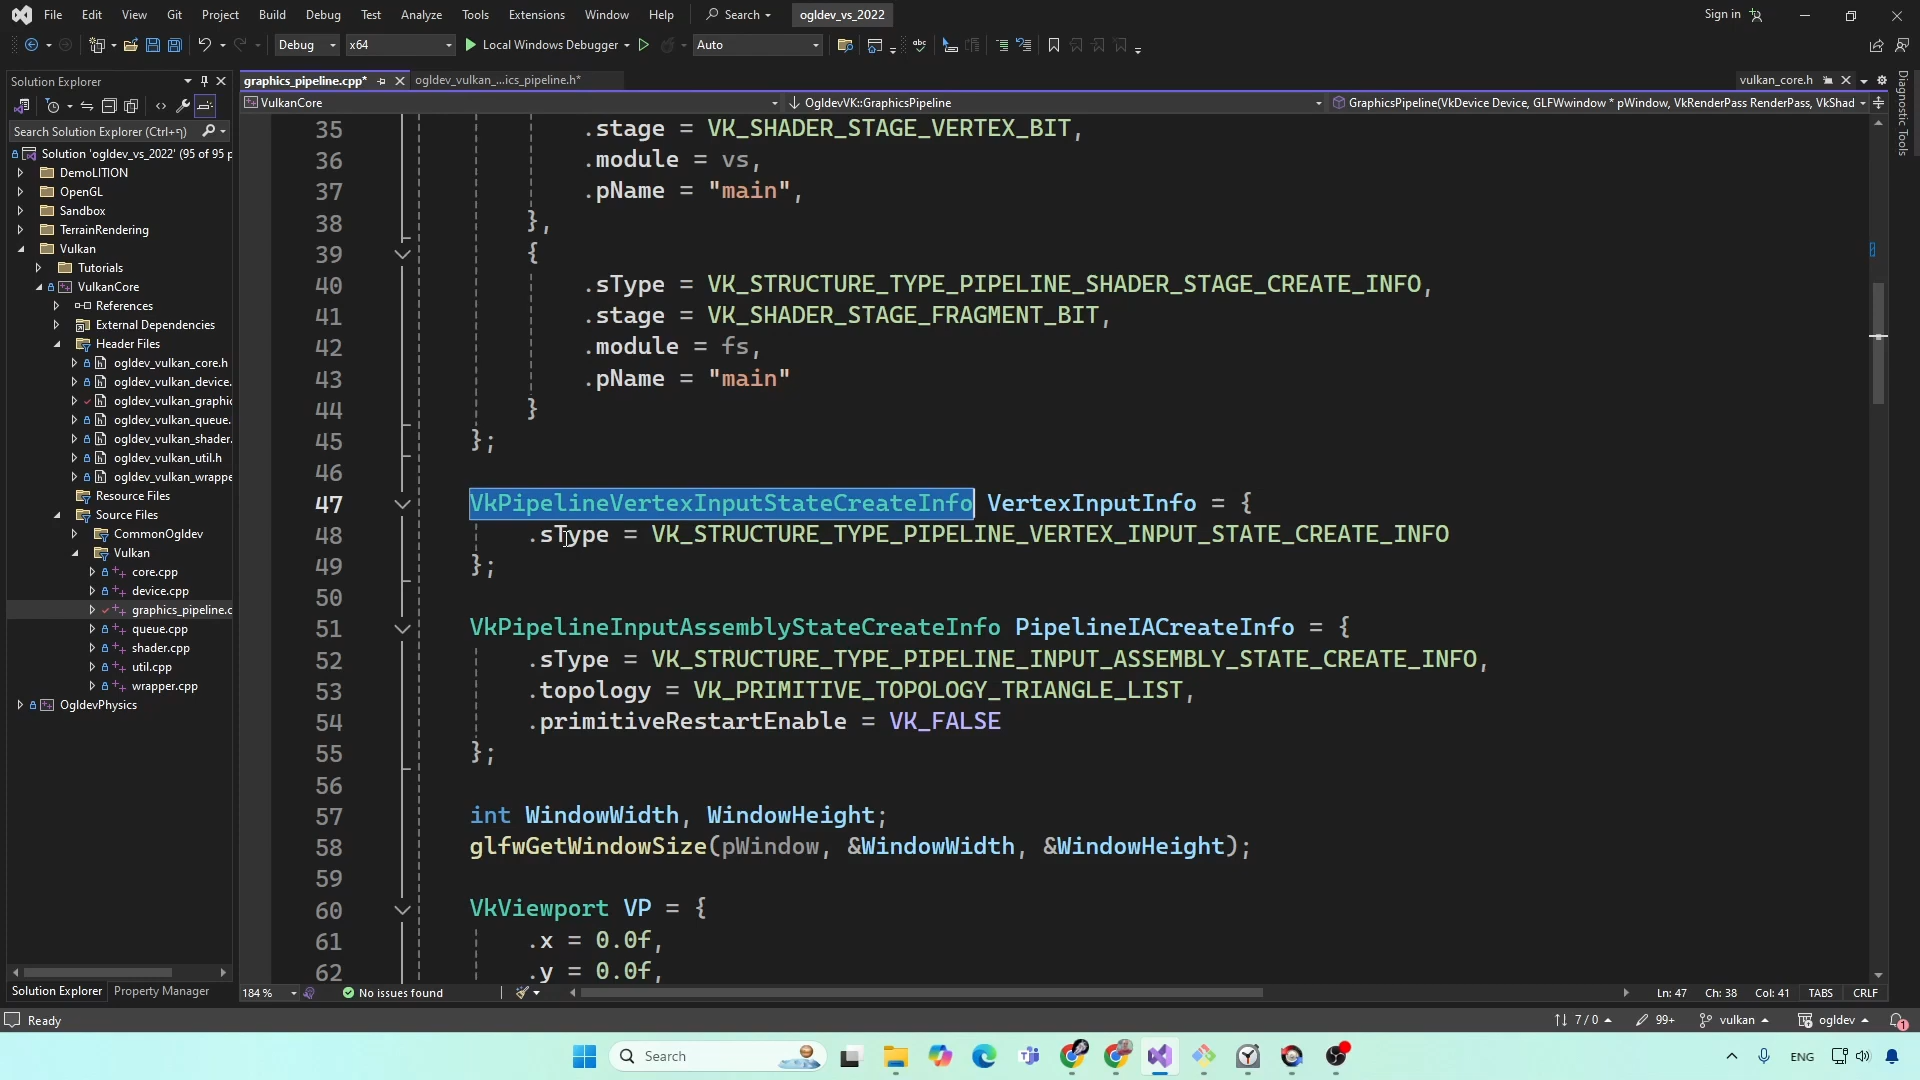 File Edit View Git Project Build Debug Test Analyze Tools Extensions Window Help Search ogldev_vs_2022 Sign in
Debug x64 Local Windows Debugger Auto
Solution Explorer
Search Solution Explorer (Ctrl+ף)
Solution 'ogldev_vs_2022' (95 of 95 p
DemoLITION
OpenGL
Sandbox
TerrainRendering
Vulkan
Tutorials
VulkanCore
References
External Dependencies
Header Files
ogldev_vulkan_core.h
ogldev_vulkan_device.
ogldev_vulkan_graphic
ogldev_vulkan_queue.
ogldev_vulkan_shader.
ogldev_vulkan_util.h
ogldev_vulkan_wrappe
Resource Files
Source Files
CommonOgldev
Vulkan
core.cpp
device.cpp
graphics_pipeline.c
queue.cpp
shader.cpp
util.cpp
wrapper.cpp
OgldevPhysics
Solution Explorer Property Manager
graphics_pipeline.cpp* ogldev_vulkan_...ics_pipeline.h* vulkan_core.h
VulkanCore OgldevVK::GraphicsPipeline GraphicsPipeline(VkDevice Device, GLFWwindow * pWindow, VkRenderPass RenderPass, VkShad
35 .stage = VK_SHADER_STAGE_VERTEX_BIT,
36 .module = vs,
37 .pName = "main",
38 },
39 {
40 .sType = VK_STRUCTURE_TYPE_PIPELINE_SHADER_STAGE_CREATE_INFO,
41 .stage = VK_SHADER_STAGE_FRAGMENT_BIT,
42 .module = fs,
43 .pName = "main"
44 }
45 };
46
47 VkPipelineVertexInputStateCreateInfo VertexInputInfo = {
48 .sType = VK_STRUCTURE_TYPE_PIPELINE_VERTEX_INPUT_STATE_CREATE_INFO
49 };
50
51 VkPipelineInputAssemblyStateCreateInfo PipelineIACreateInfo = {
52 .sType = VK_STRUCTURE_TYPE_PIPELINE_INPUT_ASSEMBLY_STATE_CREATE_INFO,
53 .topology = VK_PRIMITIVE_TOPOLOGY_TRIANGLE_LIST,
54 .primitiveRestartEnable = VK_FALSE
55 };
56
57 int WindowWidth, WindowHeight;
58 glfwGetWindowSize(pWindow, &WindowWidth, &WindowHeight);
59
60 VkViewport VP = {
61 .x = 0.0f,
62 .y = 0.0f,
184 % No issues found Ln: 47 Ch: 38 Col: 41 TABS CRLF
Diagnostic Tools
Ready 7 / 0 99+ vulkan ogldev 1
Search ENG